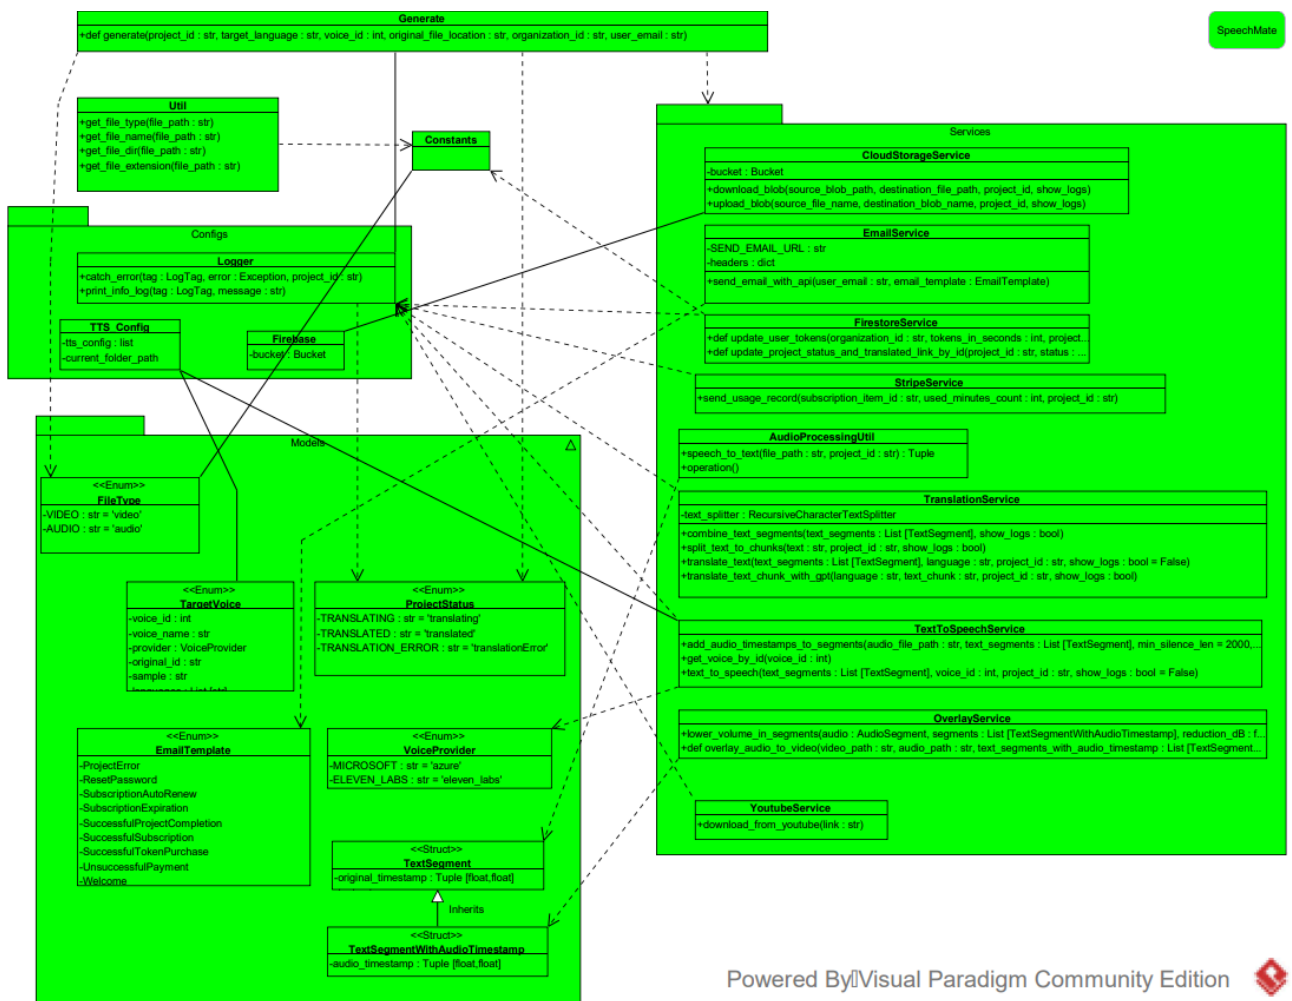 Generate
+def generate(project_id : str, target_language : str, voice_id : int, original_file_location : str, organization_id : str, user_email : str)
SpeechMate
Util
+get_file_type(file_path : str)
+get_file_name(file_path : str)
+get_file_dir(file_path : str)
+get_file_extension(file_path : str)
Constants
Configs
Logger
+catch_error(tag : LogTag, error : Exception, project_id : str)
+print_info_log(tag : LogTag, message : str)
TTS_Config
-tts_config : list
-current_folder_path
Firebase
-bucket : Bucket
Services
CloudStorageService
-bucket : Bucket
+download_blob(source_blob_path, destination_file_path, project_id, show_logs)
+upload_blob(source_file_name, destination_blob_name, project_id, show_logs)
EmailService
-SEND_EMAIL_URL : str
-headers : dict
+send_email_with_api(user_email : str, email_template : EmailTemplate)
FirestoreService
+def update_user_tokens(organization_id : str, tokens_in_seconds : int, project...
+def update_project_status_and_translated_link_by_id(project_id : str, status : ...
StripeService
+send_usage_record(subscription_item_id : str, used_minutes_count : int, project_id : str)
AudioProcessingUtil
+speech_to_text(file_path : str, project_id : str) : Tuple
+operation()
TranslationService
-text_splitter : RecursiveCharacterTextSplitter
+combine_text_segments(text_segments : List [TextSegment], show_logs : bool)
+split_text_to_chunks(text : str, project_id : str, show_logs : bool)
+translate_text(text_segments : List [TextSegment], language : str, project_id : str, show_logs : bool = False)
+translate_text_chunk_with_gpt(language : str, text_chunk : str, project_id : str, show_logs : bool)
TextToSpeechService
+add_audio_timestamps_to_segments(audio_file_path : str, text_segments : List [TextSegment], min_silence_len = 2000,...
+get_voice_by_id(voice_id : int)
+text_to_speech(text_segments : List [TextSegment], voice_id : int, project_id : str, show_logs : bool = False)
OverlayService
+lower_volume_in_segments(audio : AudioSegment, segments : List [TextSegmentWithAudioTimestamp], reduction_dB : f...
+def overlay_audio_to_video(video_path : str, audio_path : str, text_segments_with_audio_timestamp : List [TextSegment...
YoutubeService
+download_from_youtube(link : str)
Models
<<Enum>>
FileType
-VIDEO : str = 'video'
-AUDIO : str = 'audio'
<<Enum>>
TargetVoice
-voice_id : int
-voice_name : str
-provider : VoiceProvider
-original_id : str
-sample : str
<<Enum>>
ProjectStatus
-TRANSLATING : str = 'translating'
-TRANSLATED : str = 'translated'
-TRANSLATION_ERROR : str = 'translationError'
<<Enum>>
EmailTemplate
-ProjectError
-ResetPassword
-SubscriptionAutoRenew
-SubscriptionExpiration
-SuccessfulProjectCompletion
-SuccessfulSubscription
-SuccessfulTokenPurchase
-UnsuccessfulPayment
-Welcome
<<Enum>>
VoiceProvider
-MICROSOFT : str = 'azure'
-ELEVEN_LABS : str = 'eleven_labs'
<<Struct>>
TextSegment
-original_timestamp : Tuple [float,float]
Inherits
<<Struct>>
TextSegmentWithAudioTimestamp
-audio_timestamp : Tuple [float,float]
Powered By Visual Paradigm Community Edition